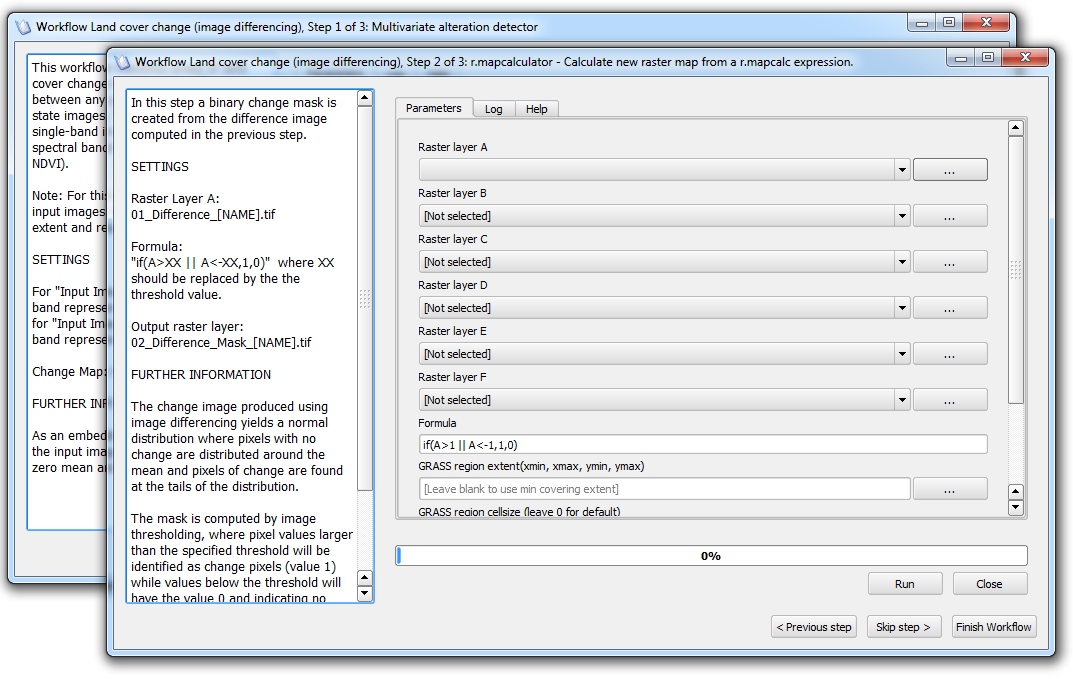 Workflow Land cover change (image differencing), Step 1 of 3: Multivariate alteration detector
This workflow
cover change
between any
state images
single-band i
spectral band
NDVI).
Note: For this
input images
extent and re
SETTINGS
For "Input Im
band represe
for "Input Im
band represe
Change Map:
FURTHER INF
As an embed
the input ima
zero mean an
Workflow Land cover change (image differencing), Step 2 of 3: r.mapcalculator - Calculate new raster map from a r.mapcalc expression.
In this step a binary change mask is
created from the difference image
computed in the previous step.
SETTINGS
Raster Layer A:
01_Difference_[NAME].tif
Formula:
"if(A>XX || A<-XX,1,0)" where XX
should be replaced by the the
threshold value.
Output raster layer:
02_Difference_Mask_[NAME].tif
FURTHER INFORMATION
The change image produced using
image differencing yields a normal
distribution where pixels with no
change are distributed around the
mean and pixels of change are found
at the tails of the distribution.
The mask is computed by image
thresholding, where pixel values larger
than the specified threshold will be
identified as change pixels (value 1)
while values below the threshold will
have the value 0 and indicating no
Parameters Log Help
Raster layer A
...
Raster layer B
[Not selected] ...
Raster layer C
[Not selected] ...
Raster layer D
[Not selected] ...
Raster layer E
[Not selected] ...
Raster layer F
[Not selected] ...
Formula
if(A>1 || A<-1,1,0)
GRASS region extent(xmin, xmax, ymin, ymax)
[Leave blank to use min covering extent] ...
GRASS region cellsize (leave 0 for default)
0%
Run Close
< Previous step Skip step > Finish Workflow